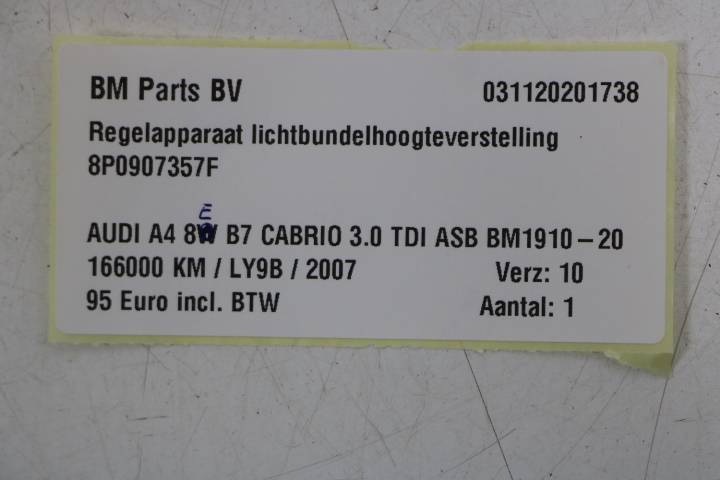 BM Parts BV 031120201738
Regelapparaat lichtbundelhoogteverstelling
8P0907357F
E
AUDI A4 8W B7 CABRIO 3.0 TDI ASB BM1910-20
166000 KM / LY9B / 2007 Verz: 10
95 Euro incl. BTW Aantal: 1